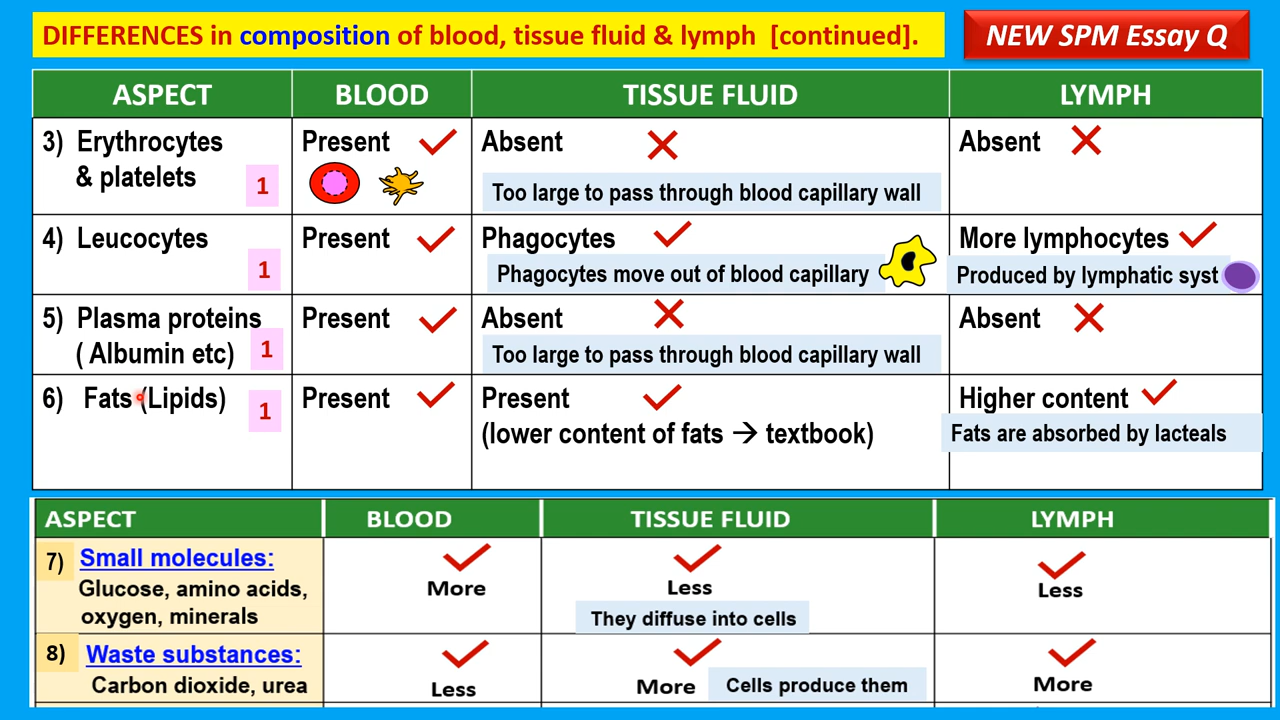 DIFFERENCES in composition of blood, tissue fluid & lymph [continued].
NEW SPM Essay Q
ASPECT BLOOD TISSUE FLUID LYMPH
3) Erythrocytes
& platelets
1
Present
Absent
Too large to pass through blood capillary wall
Absent
4) Leucocytes
1
Present
Phagocytes
Phagocytes move out of blood capillary
More lymphocytes
Produced by lymphatic syst
5) Plasma proteins
( Albumin etc)
1
Present
Absent
Too large to pass through blood capillary wall
Absent
6) Fats (Lipids)
1
Present
Present
(lower content of fats → textbook)
Higher content
Fats are absorbed by lacteals
ASPECT BLOOD TISSUE FLUID LYMPH
7) Small molecules:
Glucose, amino acids,
oxygen, minerals
More
Less
They diffuse into cells
Less
8) Waste substances:
Carbon dioxide, urea
Less
More
Cells produce them
More